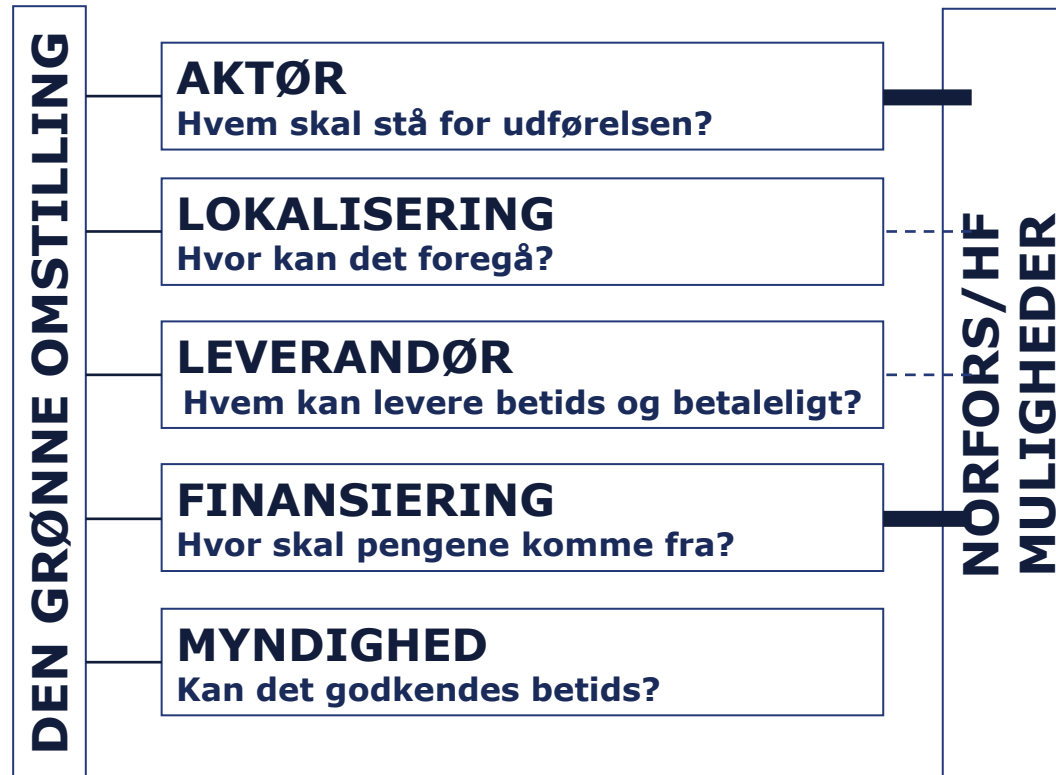 DEN GRØNNE OMSTILLING
AKTØR
Hvem skal stå for udførelsen?
LOKALISERING
Hvor kan det foregå?
LEVERANDØR
Hvem kan levere betids og betaleligt?
FINANSIERING
Hvor skal pengene komme fra?
MYNDIGHED
Kan det godkendes betids?
NORFORS/HF
MULIGHEDER